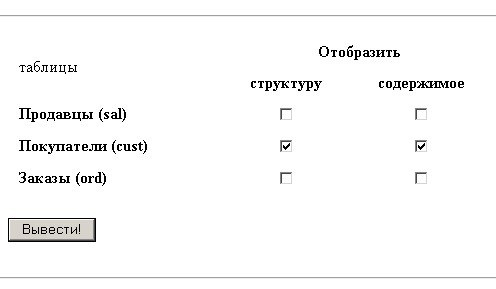 Отобразить
таблицы
структуру содержимое
Продавцы (sal)
Покупатели (cust)
Заказы (ord)
Вывести!